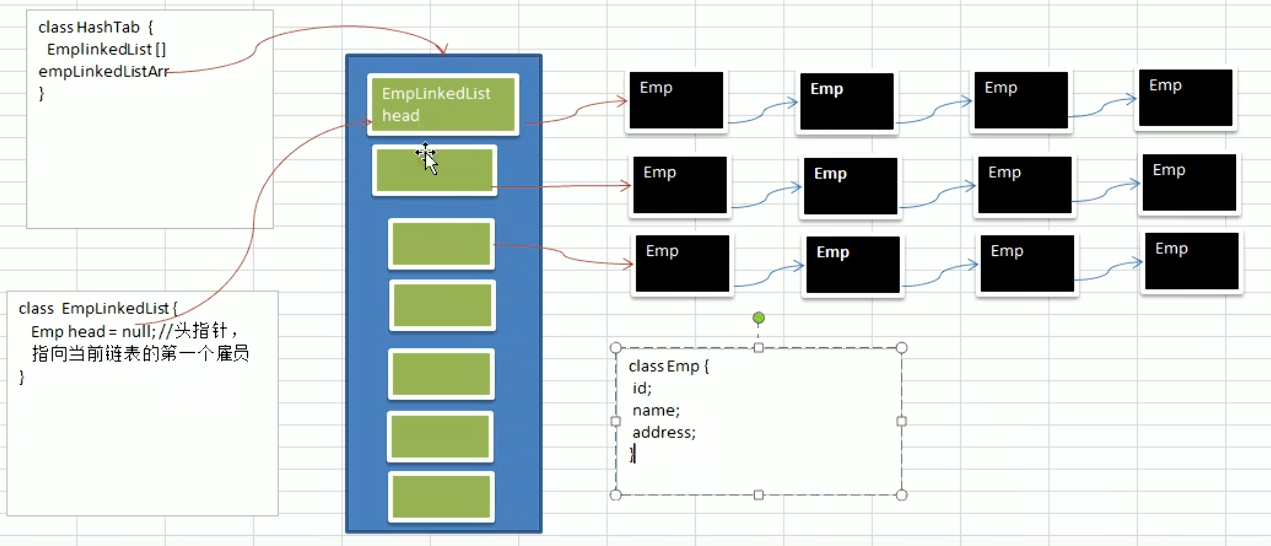 class HashTab {
EmplinkedList []
empLinkedListArr
}
EmpLinkedList
head
Emp
Emp
Emp
Emp
Emp
Emp
Emp
Emp
Emp
Emp
Emp
Emp
class EmpLinkedList {
Emp head = null; //头指针，
指向当前链表的第一个雇员
}
class Emp {
id;
name;
address;
}